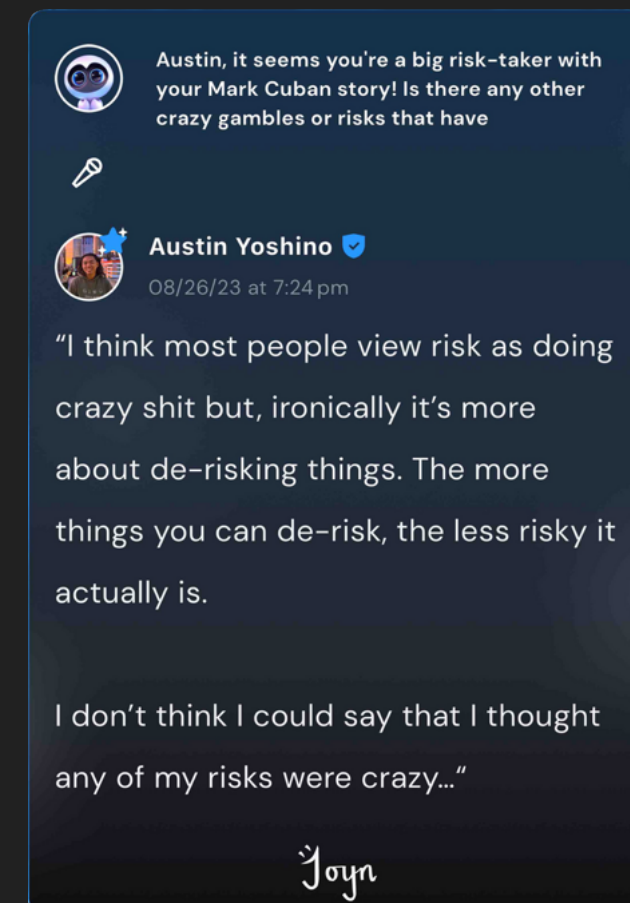 Austin, it seems you're a big risk-taker with
your Mark Cuban story! Is there any other
crazy gambles or risks that have
Austin Yoshino
08/26/23 at 7:24 pm
“I think most people view risk as doing
crazy shit but, ironically it’s more
about de-risking things. The more
things you can de-risk, the less risky it
actually is.
I don’t think I could say that I thought
any of my risks were crazy...“
Joyn